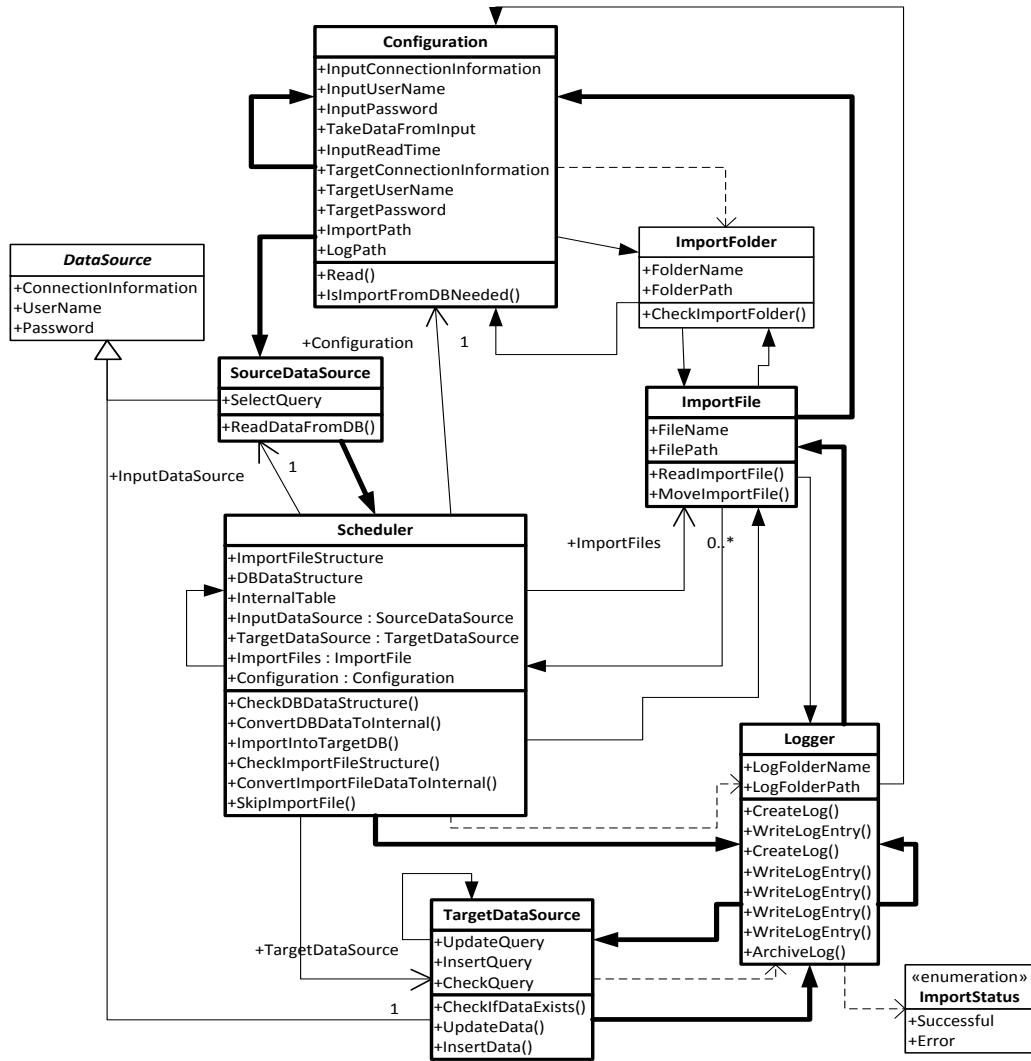 Configuration
+InputConnectionInformation
+InputUserName
+InputPassword
+TakeDataFromInput
+InputReadTime
+TargetConnectionInformation
+TargetUserName
+TargetPassword
+ImportPath
+LogPath
+Read()
+IsImportFromDBNeeded()
ImportFolder
+FolderName
+FolderPath
+CheckImportFolder()
DataSource
+ConnectionInformation
+UserName
+Password
+Configuration
1
SourceDataSource
+SelectQuery
+ReadDataFromDB()
ImportFile
+FileName
+FilePath
+ReadImportFile()
+MoveImportFile()
+InputDataSource
1
+ImportFiles
0..*
Scheduler
+ImportFileStructure
+DBDataStructure
+InternalTable
+InputDataSource : SourceDataSource
+TargetDataSource : TargetDataSource
+ImportFiles : ImportFile
+Configuration : Configuration
+CheckDBDataStructure()
+ConvertDBDataToInternal()
+ImportIntoTargetDB()
+CheckImportFileStructure()
+ConvertImportFileDataToInternal()
+SkipImportFile()
Logger
+LogFolderName
+LogFolderPath
+CreateLog()
+WriteLogEntry()
+CreateLog()
+WriteLogEntry()
+WriteLogEntry()
+WriteLogEntry()
+WriteLogEntry()
+ArchiveLog()
+TargetDataSource
1
TargetDataSource
+UpdateQuery
+InsertQuery
+CheckQuery
+CheckIfDataExists()
+UpdateData()
+InsertData()
«enumeration»
ImportStatus
+Successful
+Error